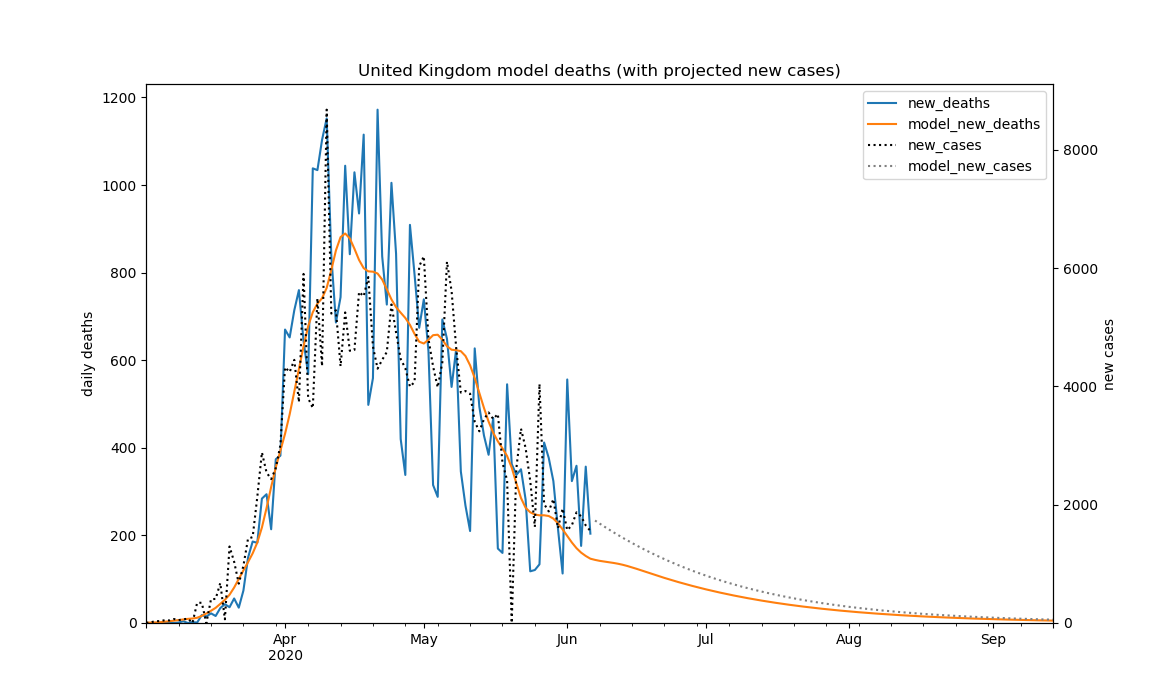 United Kingdom model deaths (with projected new cases)
new_deaths
model_new_deaths
new_cases
model_new_cases
daily deaths
1200
1000
800
600
400
200
0
new cases
8000
6000
4000
2000
0
Apr
2020
May
Jun
Jul
Aug
Sep